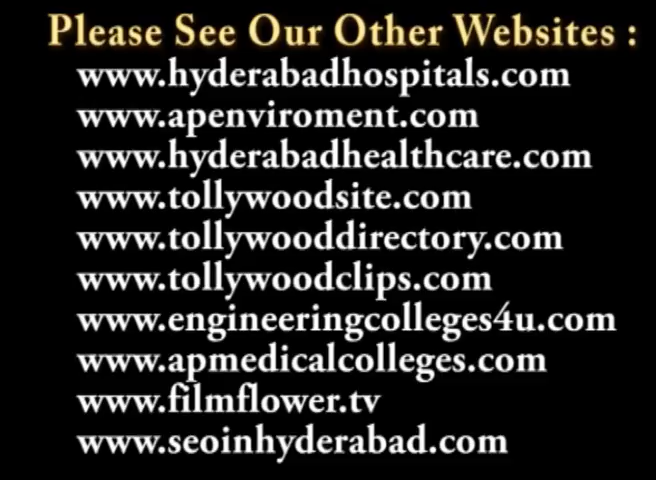 Please See Our Other Websites :
www.hyderabadhospitals.com
www.apenviroment.com
www.hyderabadhealthcare.com
www.tollywoodsite.com
www.tollywooddirectory.com
www.tollywoodclips.com
www.engineeringcolleges4u.com
www.apmedicalcolleges.com
www.filmflower.tv
www.seoinhyderabad.com